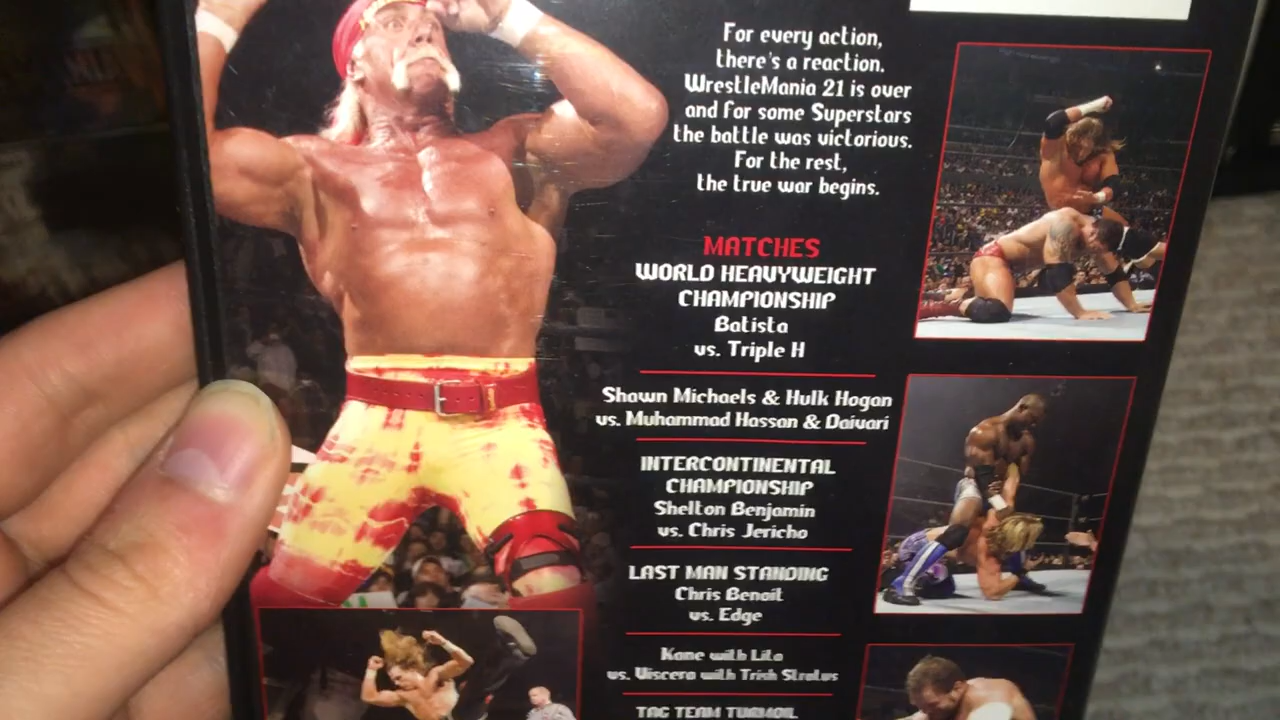 For every action,
there's a reaction.
WrestleMania 21 is over
and for some Superstars
the battle was victorious.
For the rest,
the true war begins.
MATCHES
WORLD HEAVYWEIGHT
CHAMPIONSHIP
Batista
vs. Triple H
Shawn Michaels & Hulk Hogan
vs. Muhammad Hassan & Daivari
INTERCONTINENTAL
CHAMPIONSHIP
Shelton Benjamin
vs. Chris Jericho
LAST MAN STANDING
Chris Benoit
vs. Edge
Kane with Lita
vs. Viscera with Trish Stratus
TAG TEAM TURMOIL